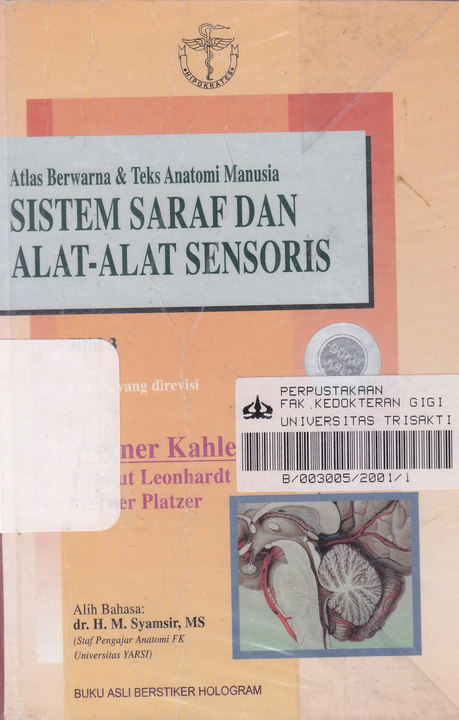 HIPOKRATES
Atlas Berwarna & Teks Anatomi Manusia
SISTEM SARAF DAN
ALAT-ALAT SENSORIS
3
yang direvisi
PERPUSTAKAAN
FAK.KEDOKTERAN GIGI
UNIVERSITAS TRISAKTI
B/003005/2001/1
Kahle
Leonhardt
Platzer
Alih Bahasa:
dr. H. M. Syamsir, MS
(Staf Pengajar Anatomi FK
Universitas YARSI)
BUKU ASLI BERSTIKER HOLOGRAM